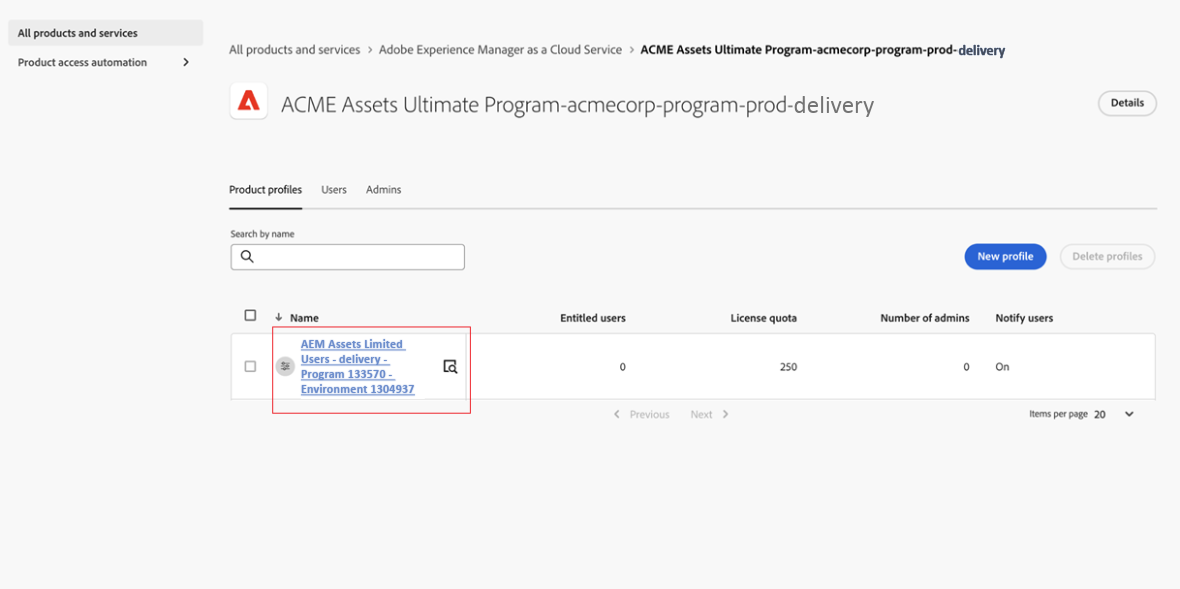 All products and services
Product access automation
All products and services > Adobe Experience Manager as a Cloud Service > ACME Assets Ultimate Program-acmecorp-program-prod-delivery
ACME Assets Ultimate Program-acmecorp-program-prod-delivery
Details
Product profiles Users Admins
Search by name
New profile Delete profiles
Name Entitled users License quota Number of admins Notify users
AEM Assets Limited
Users - delivery -
Program 133570 -
Environment 1304937
0 250 0 On
Previous Next Items per page 20